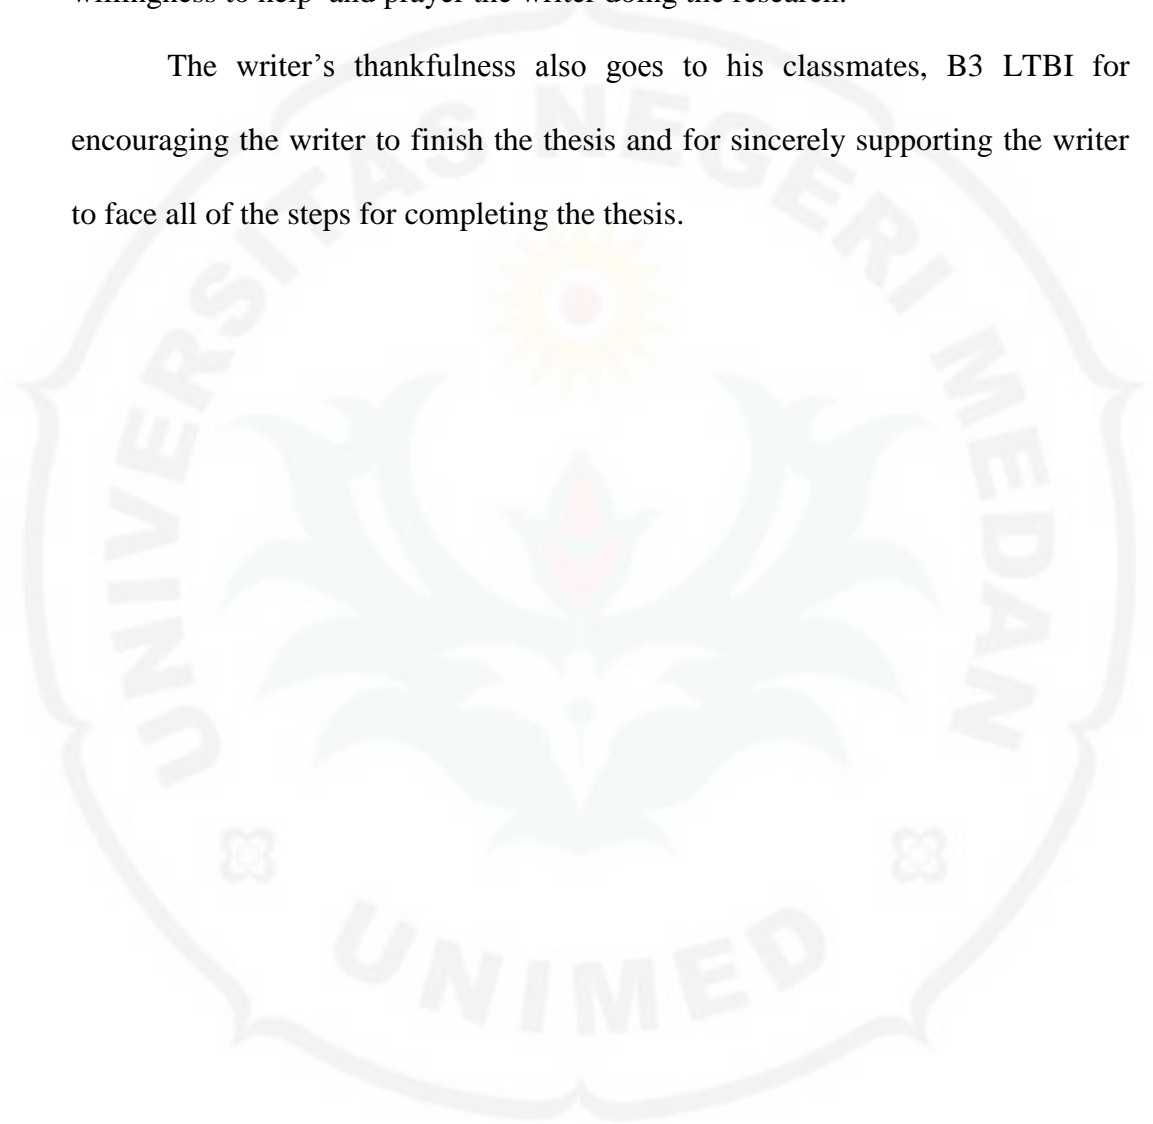 willingness to help and prayer the writer doing the research.
The writer’s thankfulness also goes to his classmates, B3 LTBI for
encouraging the writer to finish the thesis and for sincerely supporting the writer
to face all of the steps for completing the thesis.
UNIVERSITAS NEGERI MEDAN
UNIMED